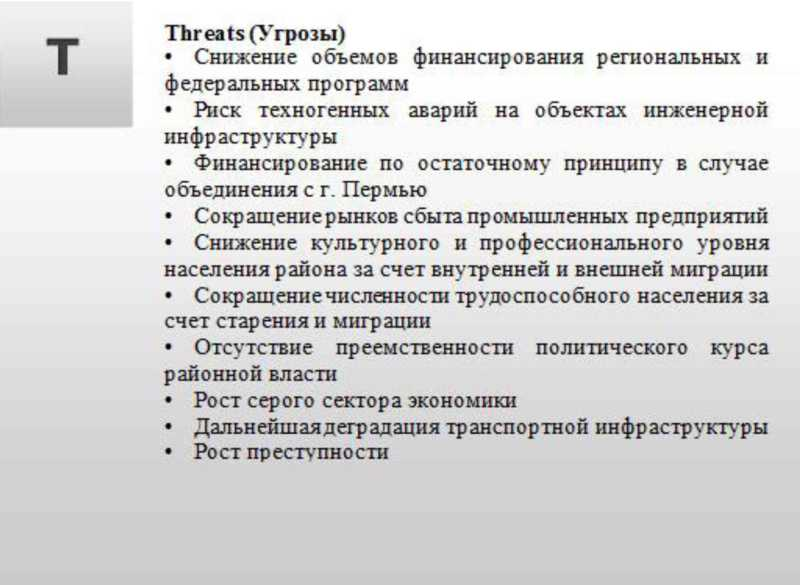 T
Threats (Угрозы)
• Снижение объемов финансирования региональных и
федеральных программ
• Риск техногенных аварий на объектах инженерной
инфраструктуры
• Финансирование по остаточному принципу в случае
объединения с г. Пермью
• Сокращение рынков сбыта промышленных предприятий
• Снижение культурного и профессионального уровня
населения района за счет внутренней и внешней миграции
• Сокращение численности трудоспособного населения за
счет старения и миграции
• Отсутствие преемственности политического курса
районной власти
• Рост серого сектора экономики
• Дальнейшая деградация транспортной инфраструктуры
• Рост преступности